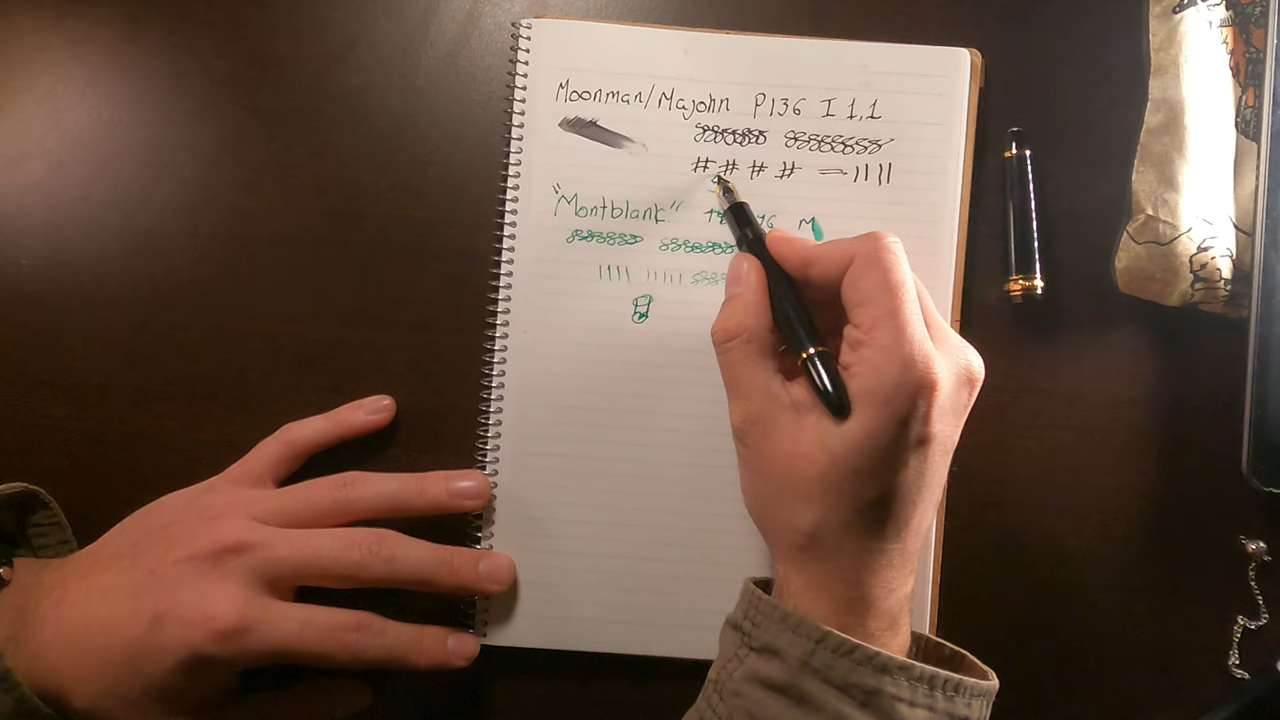 Moonman/Majohn P136 I 1,1
# # # # =||||
"Montblank" M